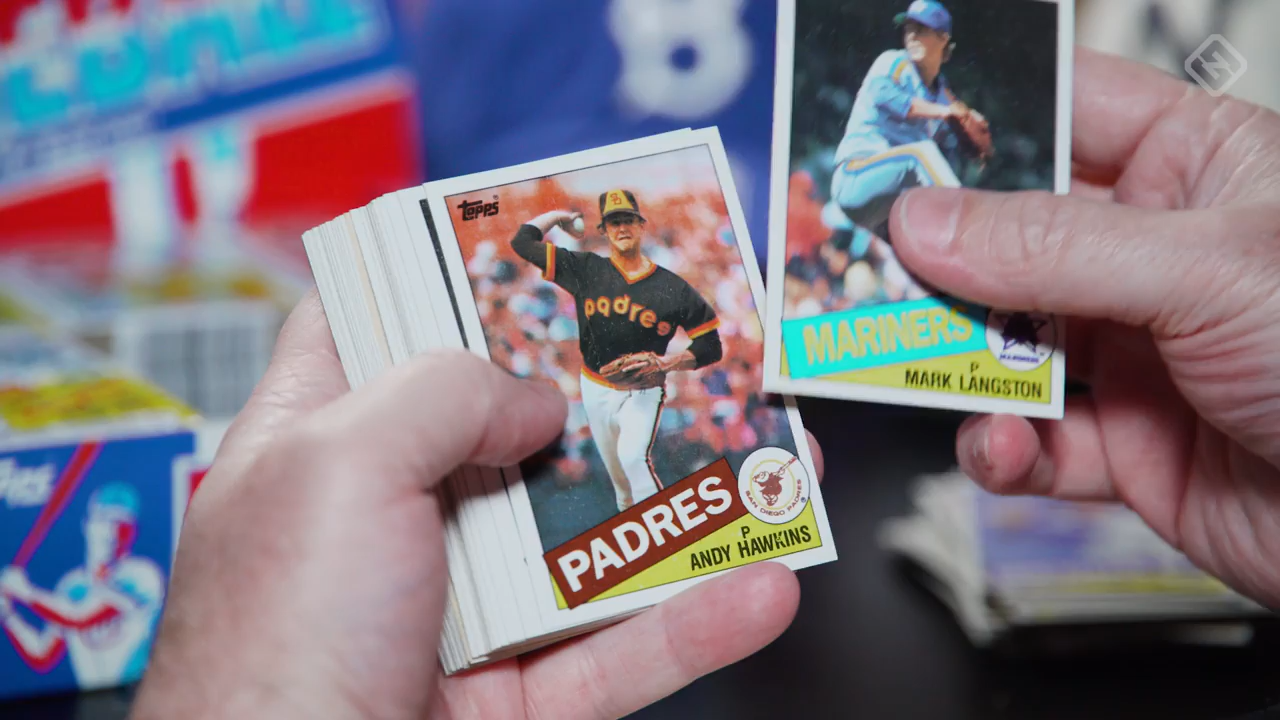 Topps
padres
PADRES
SAN DIEGO PADRES
P
ANDY HAWKINS
MARINERS
MARINERS
P
MARK LANGSTON